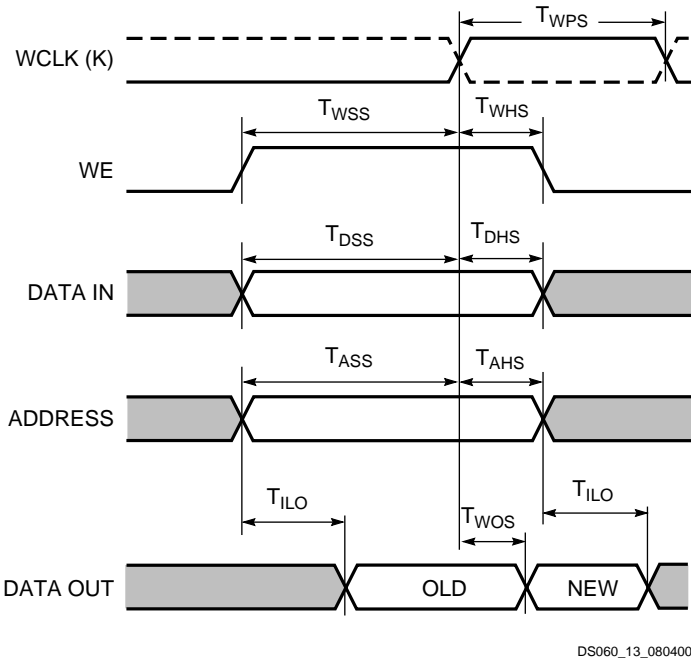 TWPS
WCLK (K)
TWSS
TWHS
WE
TDSS
TDHS
DATA IN
TASS
TAHS
ADDRESS
TILO
TWOS
TILO
DATA OUT
OLD
NEW
DS060_13_080400